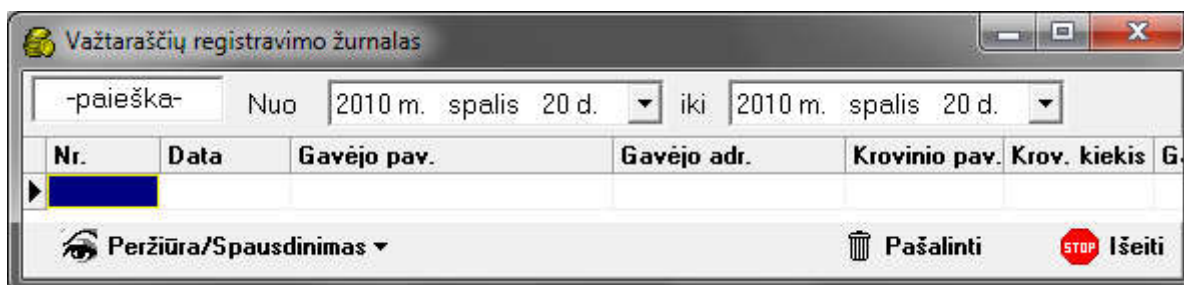 Važtaraščių registravimo žurnalas
-paieška- Nuo 2010 m. spalis 20 d. iki 2010 m. spalis 20 d.
Nr. Data Gavėjo pav. Gavėjo adr. Krovinio pav. Krov. kiekis
Peržiūra/Spausdinimas Pašalinti STOP Išeiti